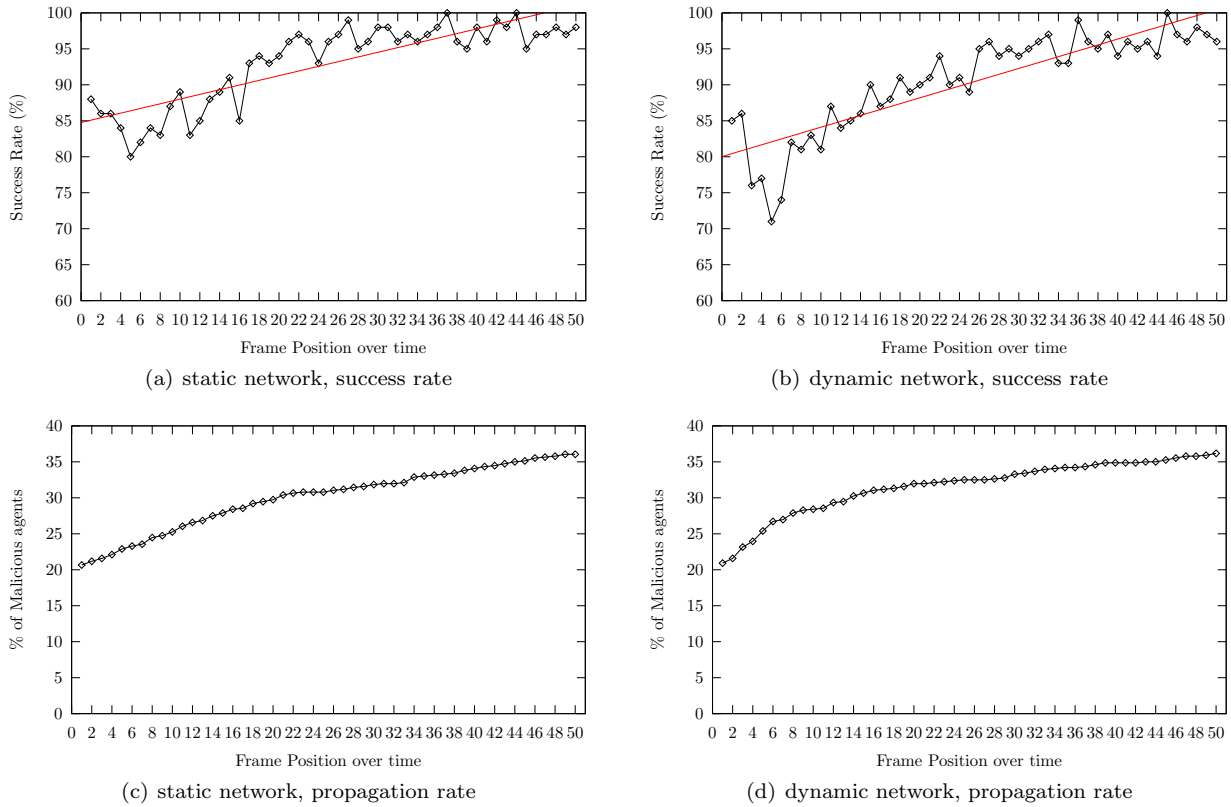 100
95
90
85
80
75
70
65
60
Success Rate (%)
0 2 4 6 8 10 12 14 16 18 20 22 24 26 28 30 32 34 36 38 40 42 44 46 48 50
Frame Position over time
(a) static network, success rate
100
95
90
85
80
75
70
65
60
Success Rate (%)
0 2 4 6 8 10 12 14 16 18 20 22 24 26 28 30 32 34 36 38 40 42 44 46 48 50
Frame Position over time
(b) dynamic network, success rate
40
35
30
25
20
15
10
5
0
% of Malicious agents
0 2 4 6 8 10 12 14 16 18 20 22 24 26 28 30 32 34 36 38 40 42 44 46 48 50
Frame Position over time
(c) static network, propagation rate
40
35
30
25
20
15
10
5
0
% of Malicious agents
0 2 4 6 8 10 12 14 16 18 20 22 24 26 28 30 32 34 36 38 40 42 44 46 48 50
Frame Position over time
(d) dynamic network, propagation rate